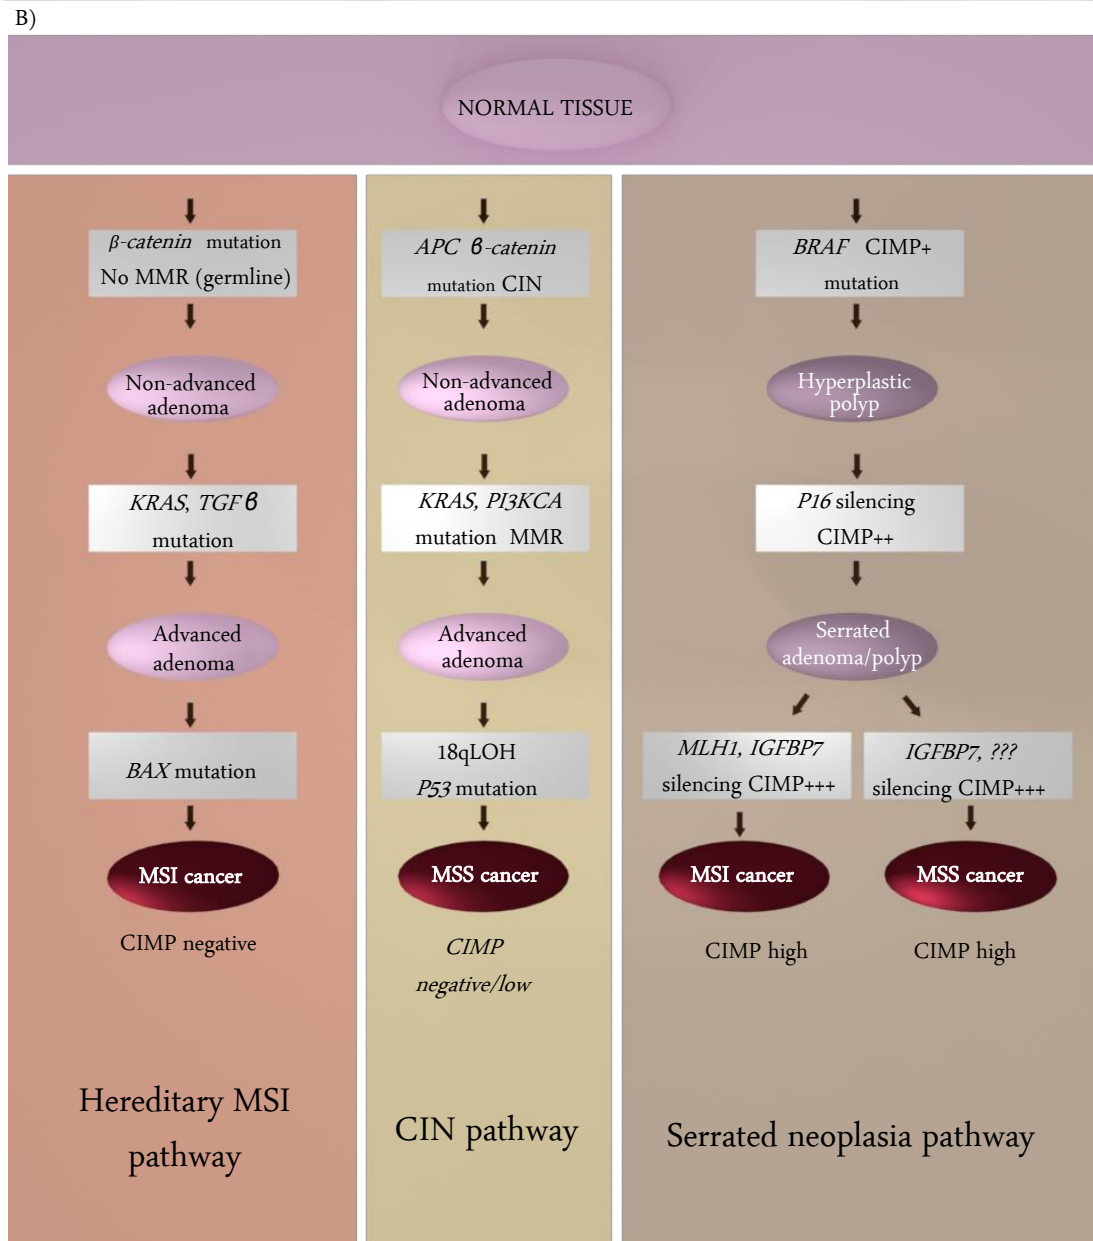 B)
NORMAL TISSUE
β-catenin mutation
No MMR (germline)
Non-advanced
adenoma
KRAS, TGFβ
mutation
Advanced
adenoma
BAX mutation
MSI cancer
CIMP negative
Hereditary MSI
pathway
APC β-catenin
mutation CIN
Non-advanced
adenoma
KRAS, PI3KCA
mutation MMR
Advanced
adenoma
18qLOH
P53 mutation
MSS cancer
CIMP
negative/low
CIN pathway
BRAF CIMP+
mutation
Hyperplastic
polyp
P16 silencing
CIMP++
Serrated
adenoma/polyp
MLH1, IGFBP7
silencing CIMP+++
MSI cancer
CIMP high
IGFBP7, ???
silencing CIMP+++
MSS cancer
CIMP high
Serrated neoplasia pathway